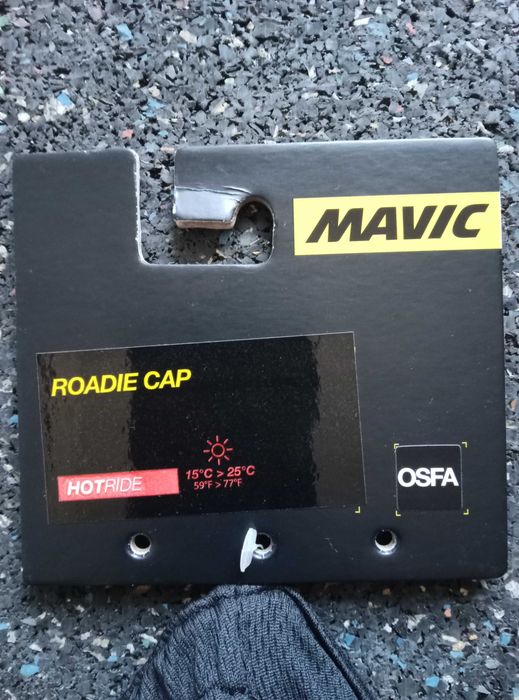 MAVIC
ROADIE CAP
HOTRIDE
15°C > 25°C
59°F > 77°F
OSFA